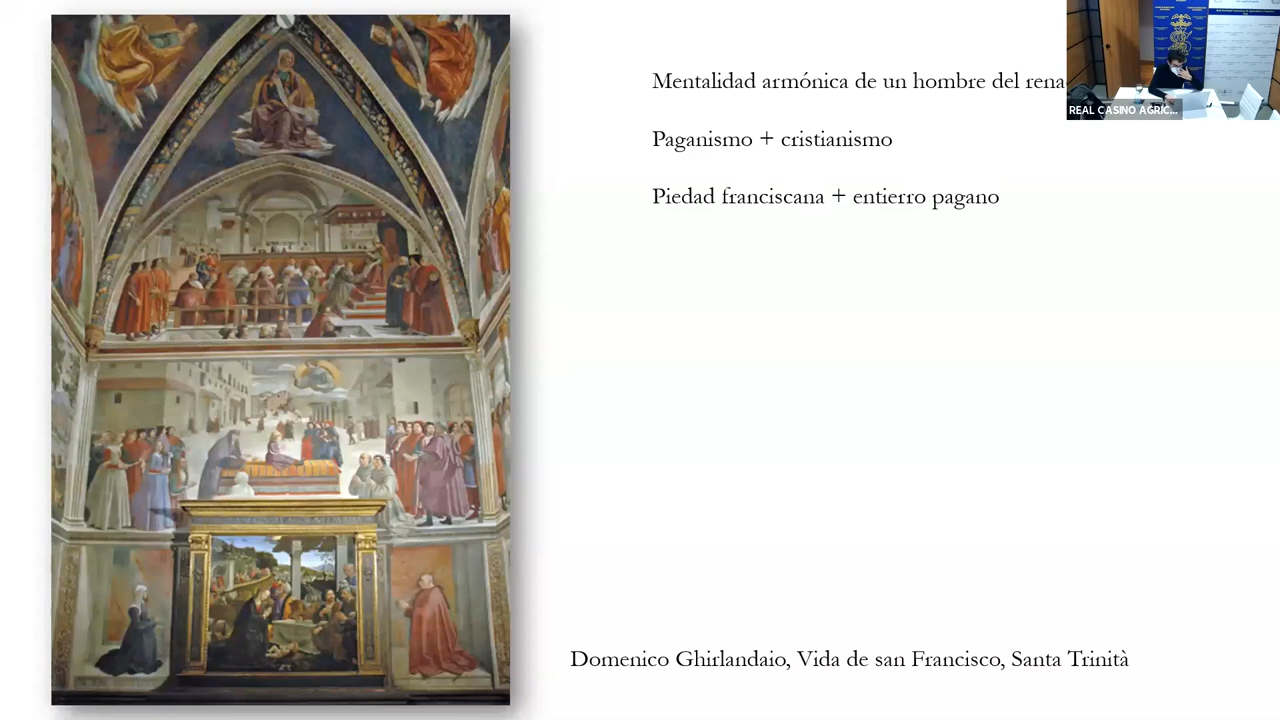 Mentalidad armónica de un hombre del rena
Paganismo + cristianismo
Piedad franciscana + entierro pagano
REAL CASINO AGRÍC...
Domenico Ghirlandaio, Vida de san Francisco, Santa Trinità